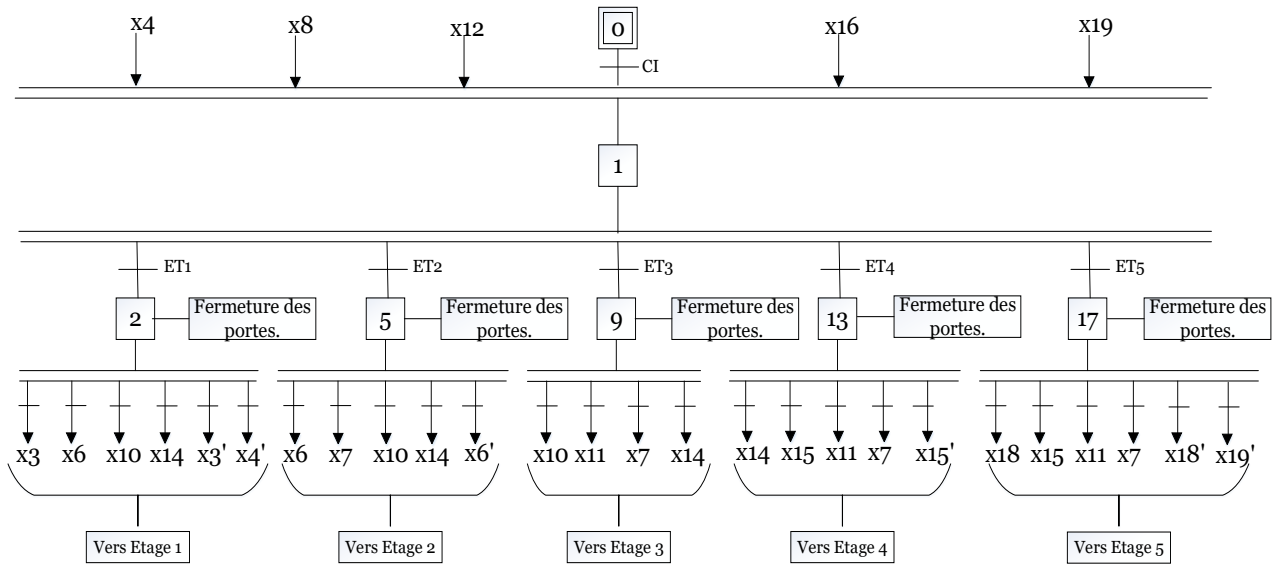 x4 x8 x12 0 x16 x19
CI
1
ET1 ET2 ET3 ET4 ET5
2 Fermeture des
portes.
5 Fermeture des
portes.
9 Fermeture des
portes.
13 Fermeture des
portes.
17 Fermeture des
portes.
x3 x6 x10 x14 x3' x4'
x6 x7 x10 x14 x6'
x10 x11 x7 x14
x14 x15 x11 x7 x15'
x18 x15 x11 x7 x18' x19'
Vers Etage 1
Vers Etage 2
Vers Etage 3
Vers Etage 4
Vers Etage 5